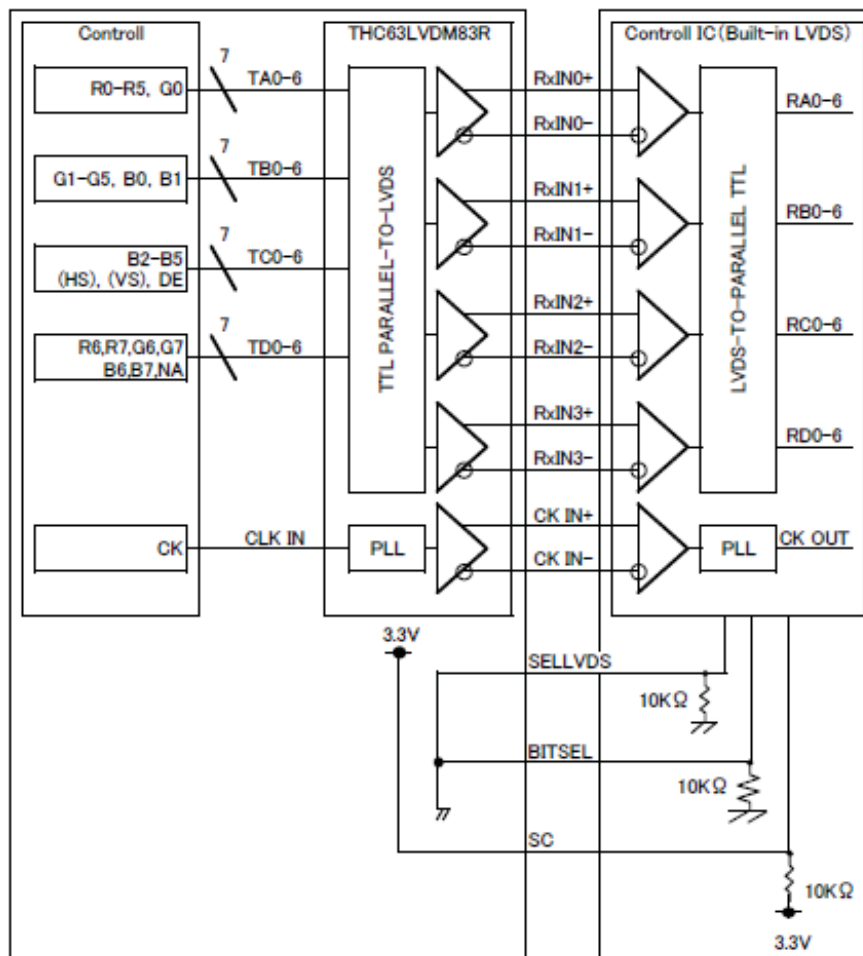 Controll
THC63LVDM83R
Controll IC(Built-in LVDS)
R0-R5, G0
7
TA0-6
RxIN0+
RxIN0-
RA0-6
G1-G5, B0, B1
7
TB0-6
RxIN1+
RxIN1-
RB0-6
B2-B5
(HS), (VS), DE
7
TC0-6
RxIN2+
RxIN2-
RC0-6
R6,R7,G6,G7
B6,B7,NA
7
TD0-6
RxIN3+
RxIN3-
RD0-6
TTL PARALLEL-TO-LVDS
LVDS-TO-PARALLEL TTL
CK
CLK IN
PLL
CK IN+
CK IN-
PLL
CK OUT
3.3V
SELLVDS
10KΩ
BITSEL
10KΩ
SC
10KΩ
3.3V